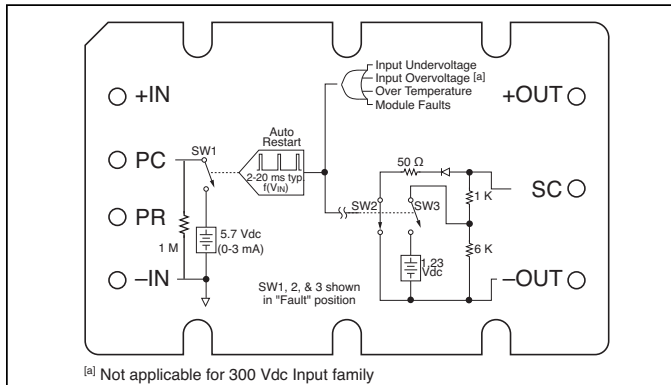 Input Undervoltage
Input Overvoltage [a]
Over Temperature
Module Faults
+IN
+OUT
Auto
Restart
SW1
PC
50 Ω
2-20 ms typ.
f(VIN)
SC
SW2
SW3
1 K
PR
5.7 Vdc
(0-3 mA)
1 M
6 K
1.23
Vdc
–IN
–OUT
SW1, 2, & 3 shown
in "Fault" position
[a] Not applicable for 300 Vdc Input family